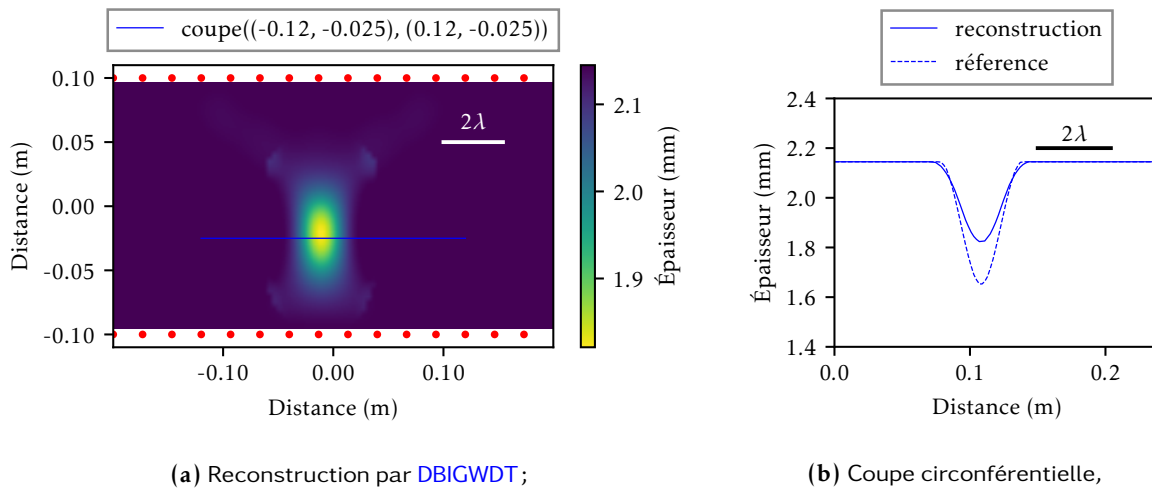 coupe((-0.12, -0.025), (0.12, -0.025))
0.10
0.05
0.00
-0.05
-0.10
Distance (m)
2λ
-0.10
0.00
0.10
Distance (m)
2.1
2.0
1.9
Épaisseur (mm)
(a) Reconstruction par DBIGWDT;
reconstruction
réference
2.4
2.2
2.0
1.8
1.6
1.4
Épaisseur (mm)
2λ
0.0
0.1
0.2
Distance (m)
(b) Coupe circonférentielle,